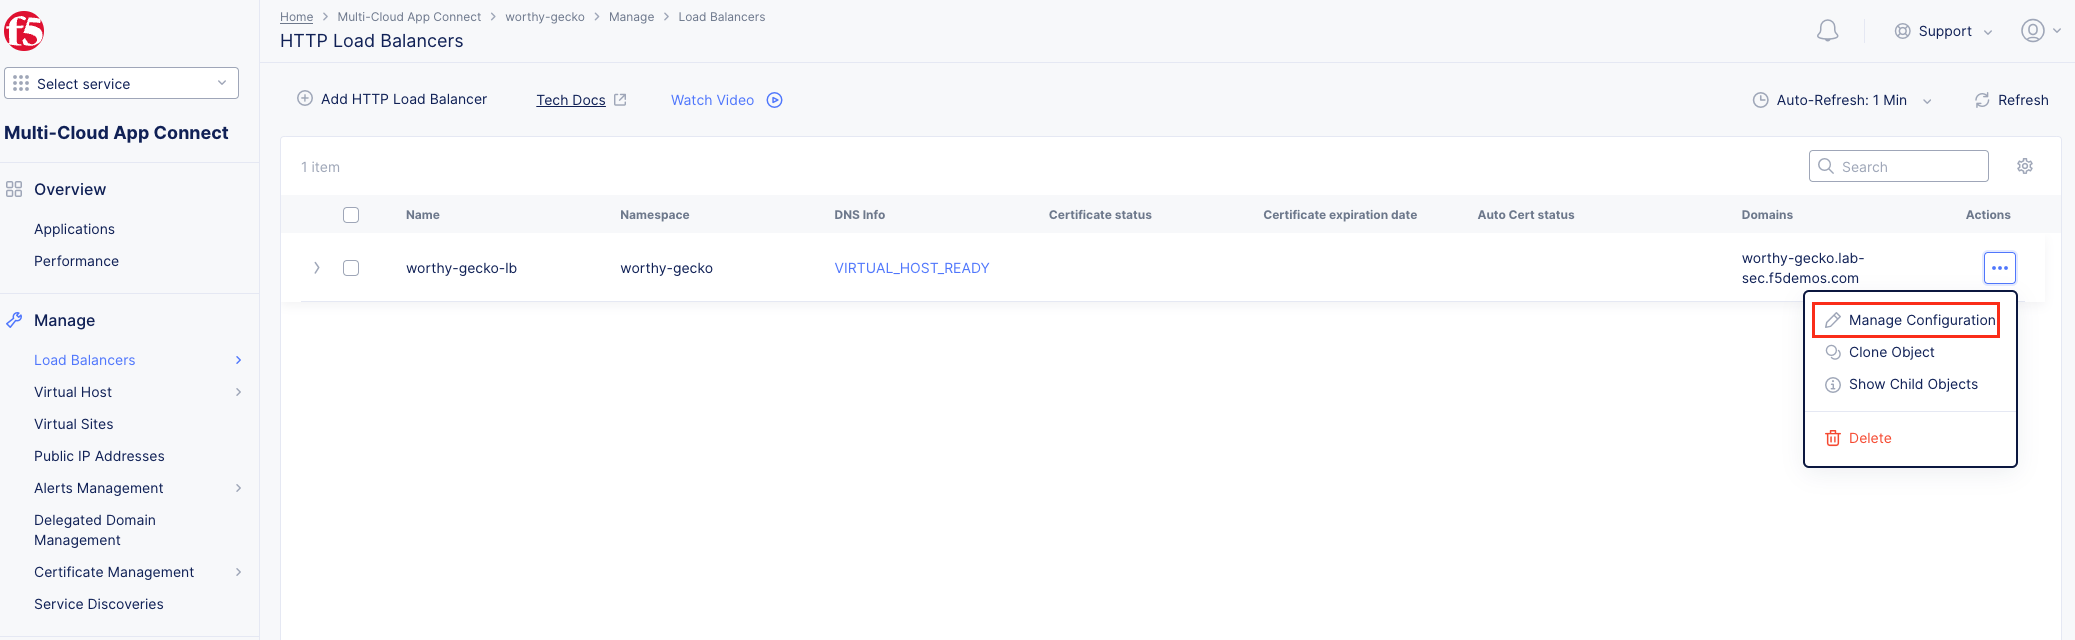 f5
Home > Multi-Cloud App Connect > worthy-gecko > Manage > Load Balancers
HTTP Load Balancers
Support
Select service
Multi-Cloud App Connect
Overview
Applications
Performance
Manage
Load Balancers
Virtual Host
Virtual Sites
Public IP Addresses
Alerts Management
Delegated Domain
Management
Certificate Management
Service Discoveries
Add HTTP Load Balancer Tech Docs Watch Video
Auto-Refresh: 1 Min Refresh
1 item
Search
Name Namespace DNS Info Certificate status Certificate expiration date Auto Cert status Domains Actions
worthy-gecko-lb worthy-gecko VIRTUAL_HOST_READY
worthy-gecko.lab-
sec.f5demos.com
Manage Configuration
Clone Object
Show Child Objects
Delete